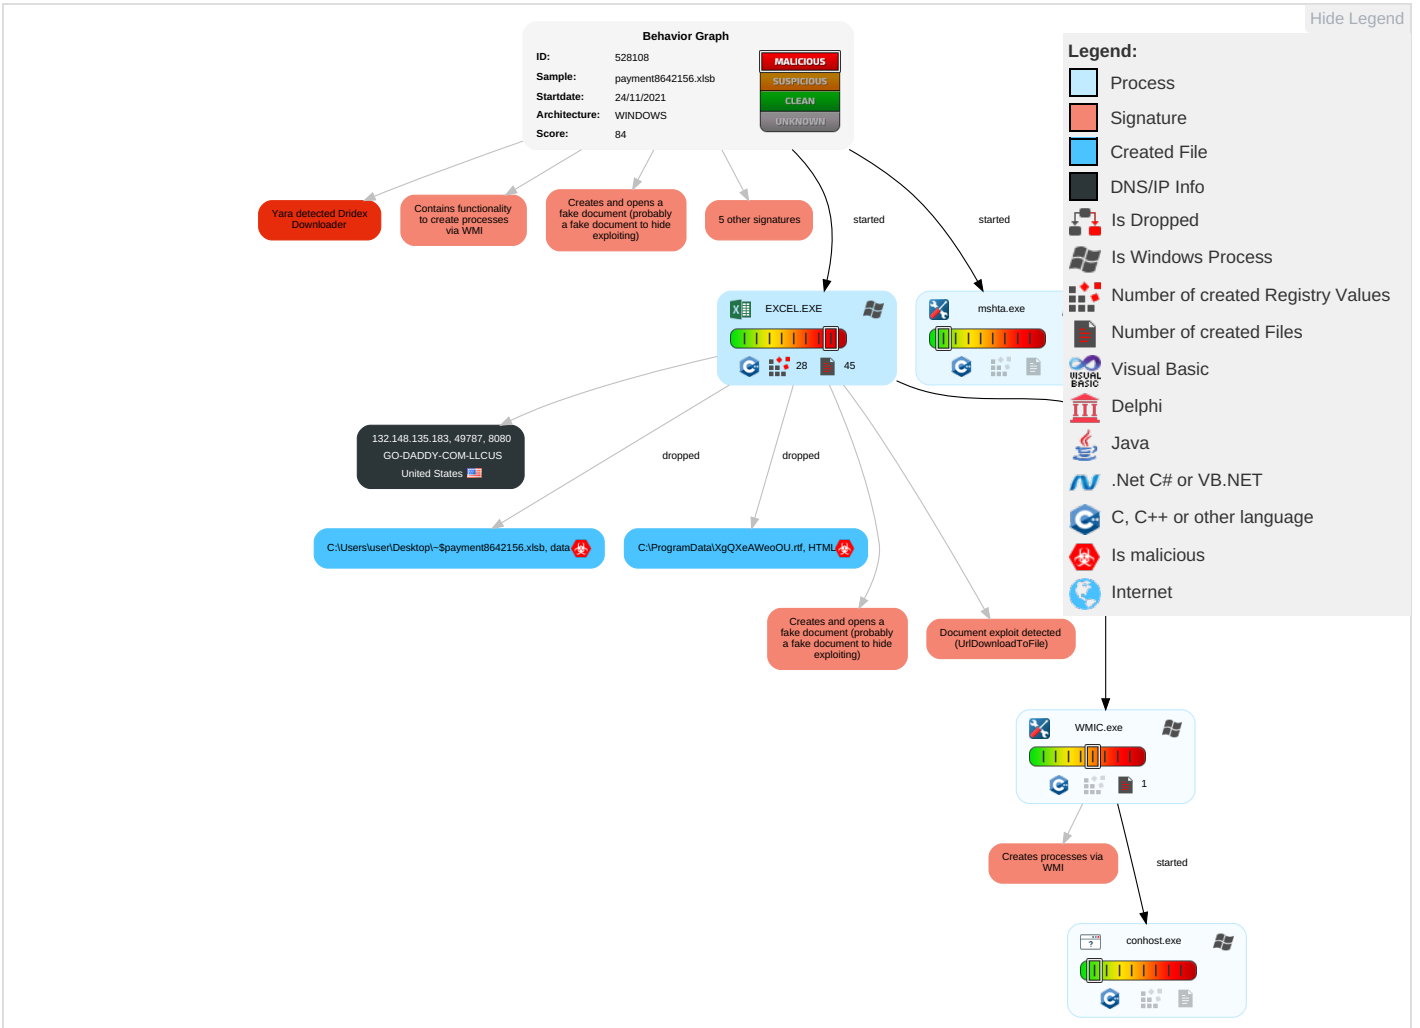 Hide Legend
Behavior Graph
ID: 528108
Sample: payment8642156.xlsb
Startdate: 24/11/2021
Architecture: WINDOWS
Score: 84
MALICIOUS
SUSPICIOUS
CLEAN
UNKNOWN
Legend:
Process
Signature
Created File
DNS/IP Info
Is Dropped
Is Windows Process
Number of created Registry Values
Number of created Files
VISUAL
BASIC
Visual Basic
Delphi
Java
.Net C# or VB.NET
C, C++ or other language
Is malicious
Internet
Yara detected Dridex
Downloader
Contains functionality
to create processes
via WMI
Creates and opens a
fake document (probably
a fake document to hide
exploiting)
5 other signatures
started
started
EXCEL.EXE
28
45
mshta.exe
132.148.135.183, 49787, 8080
GO-DADDY-COM-LLCUS
United States
dropped
dropped
C:\Users\user\Desktop\~$payment8642156.xlsb, data
C:\ProgramData\XgQXeAWeoOU.rtf, HTML
Creates and opens a
fake document (probably
a fake document to hide
exploiting)
Document exploit detected
(UrlDownloadToFile)
WMIC.exe
1
Creates processes via
WMI
started
conhost.exe